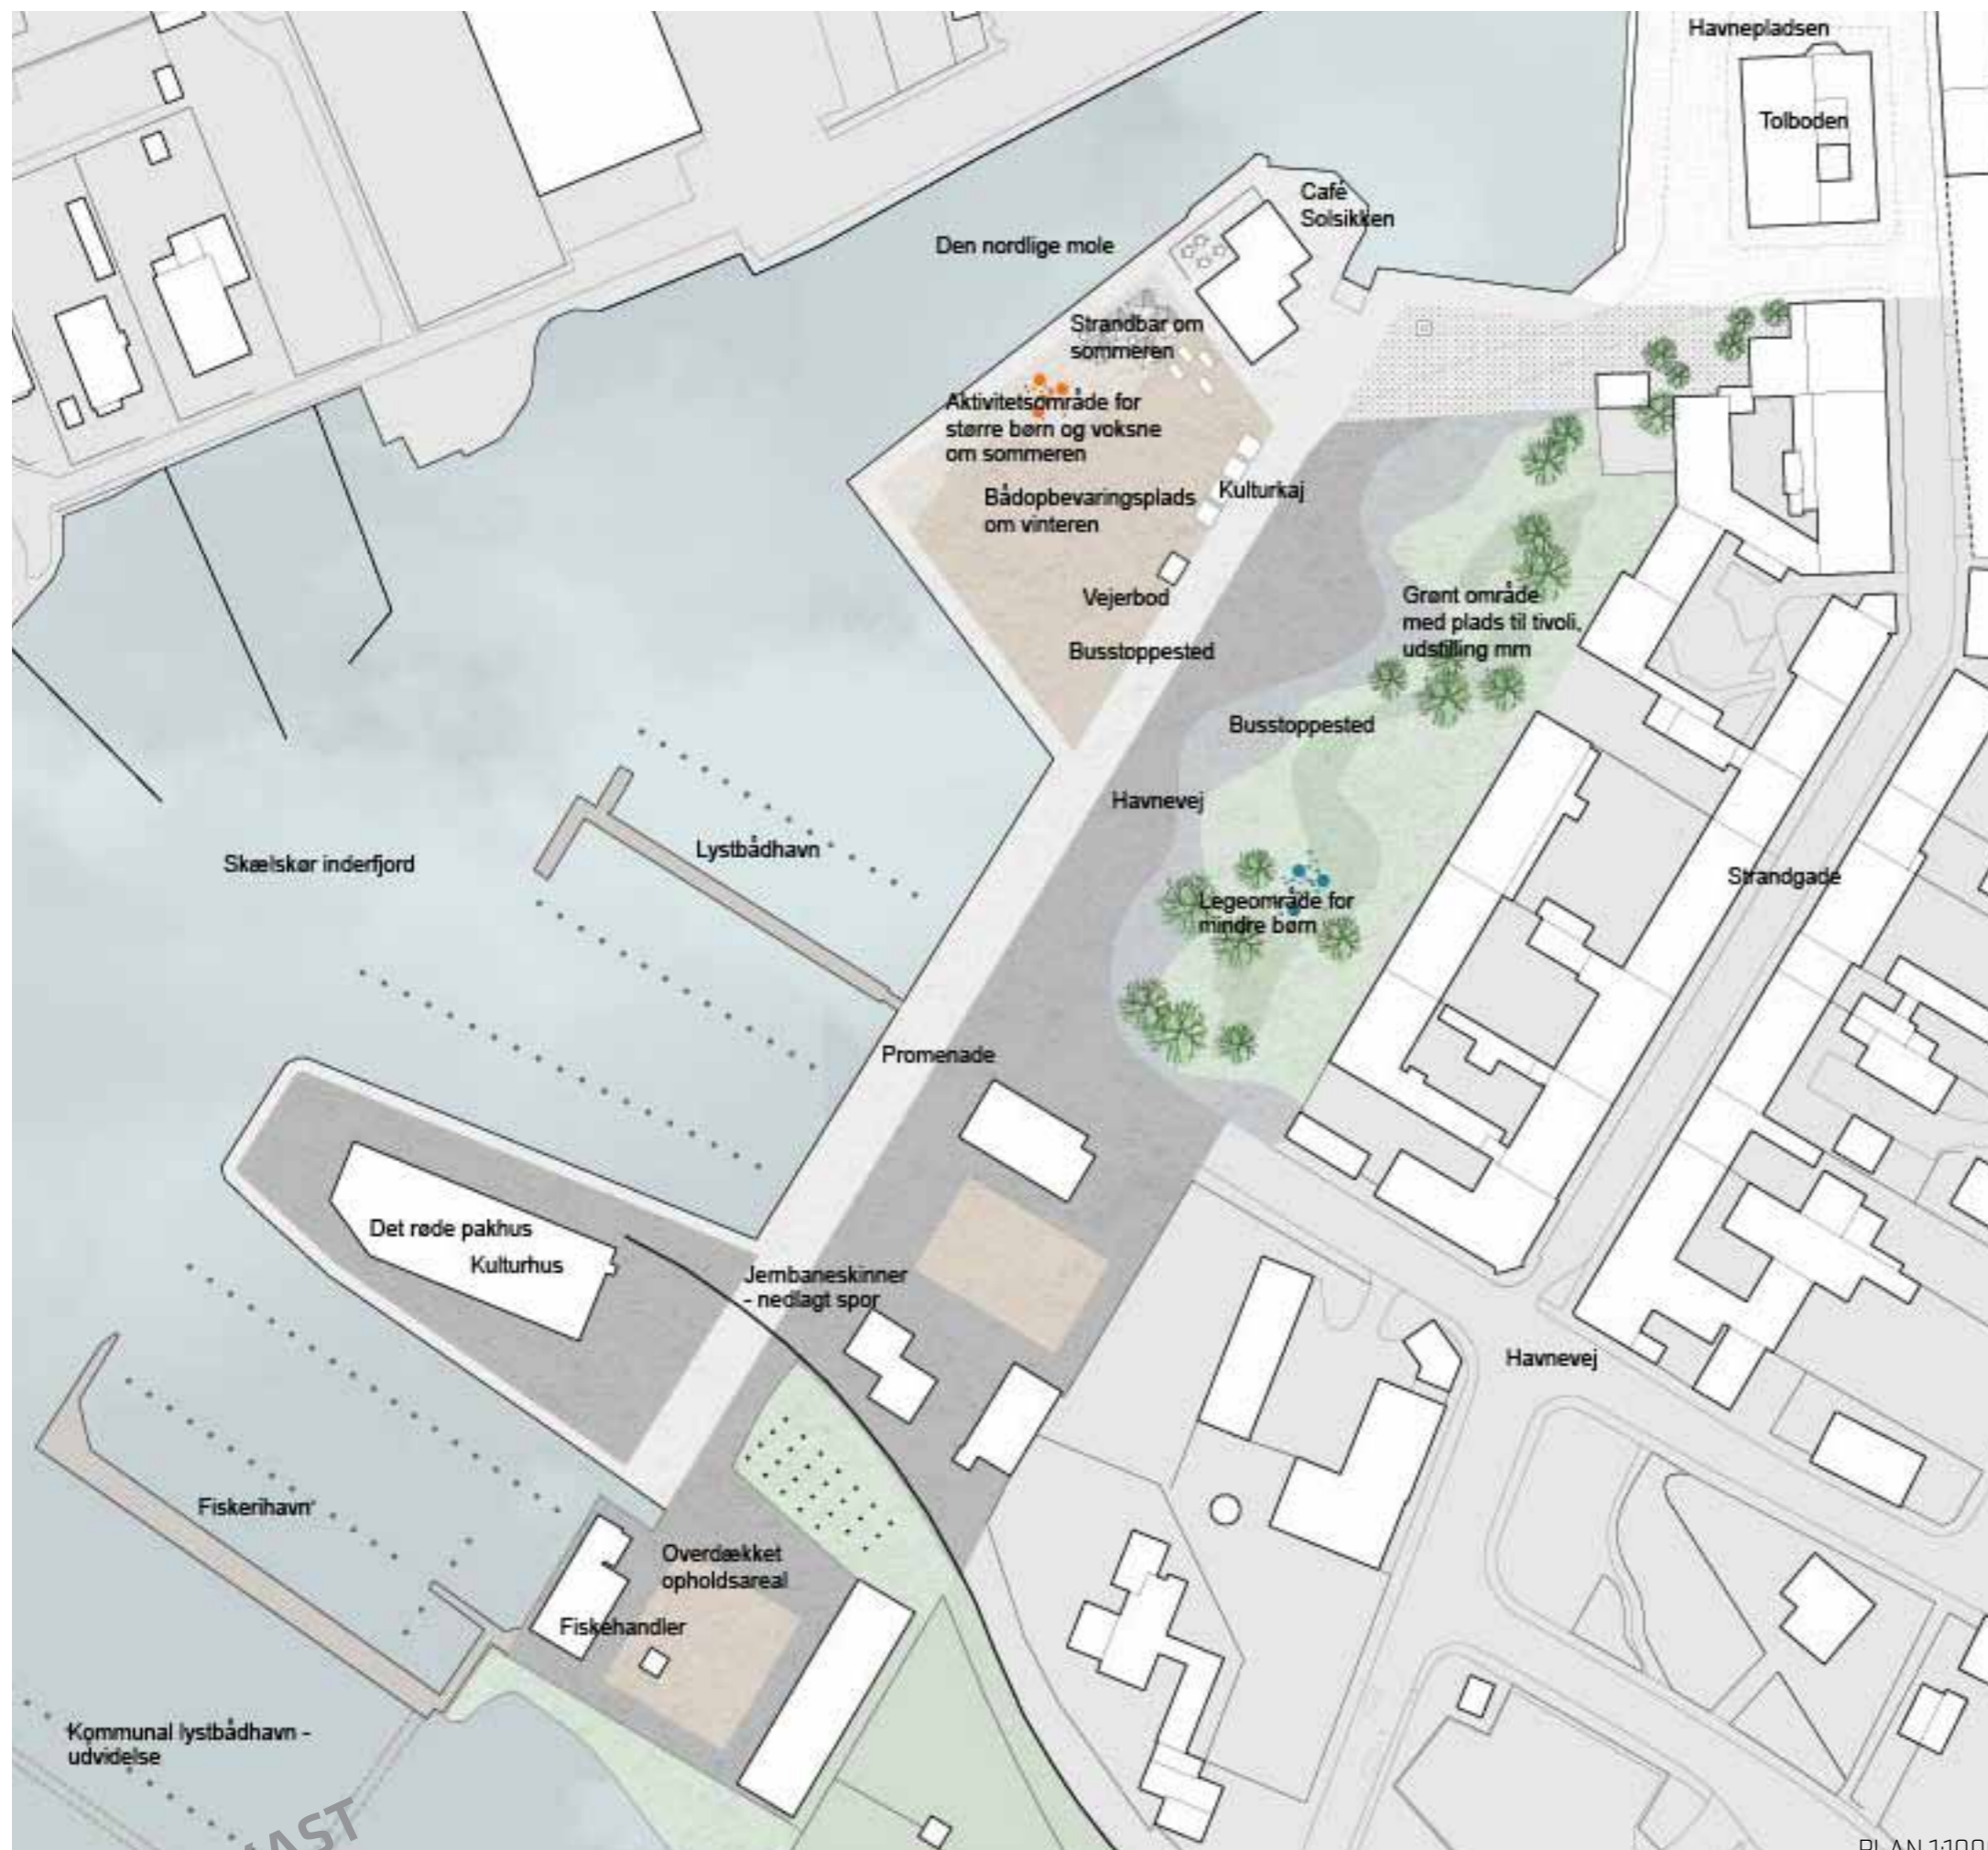 Havnepladsen
Tolboden
Café
Solsikken
Den nordlige mole
Strandbar om
sommeren
Aktivitetsområde for
større børn og voksne
om sommeren
Bådopbevaringsplads
om vinteren
Kulturkaj
Vejerbod
Grønt område
med plads til tivoli,
udstilling mm
Busstoppested
Busstoppested
Havnevej
Lystbådhavn
Skælskør inderfjord
Strandgade
Legeområde for
mindre børn
Promenade
Det røde pakhus
Kulturhus
Jernbaneskinner
- nedlagt spor
Havnevej
Fiskerihavn
Overdækket
opholdsareal
Fiskehandler
Kommunal lystbådhavn -
udvidelse